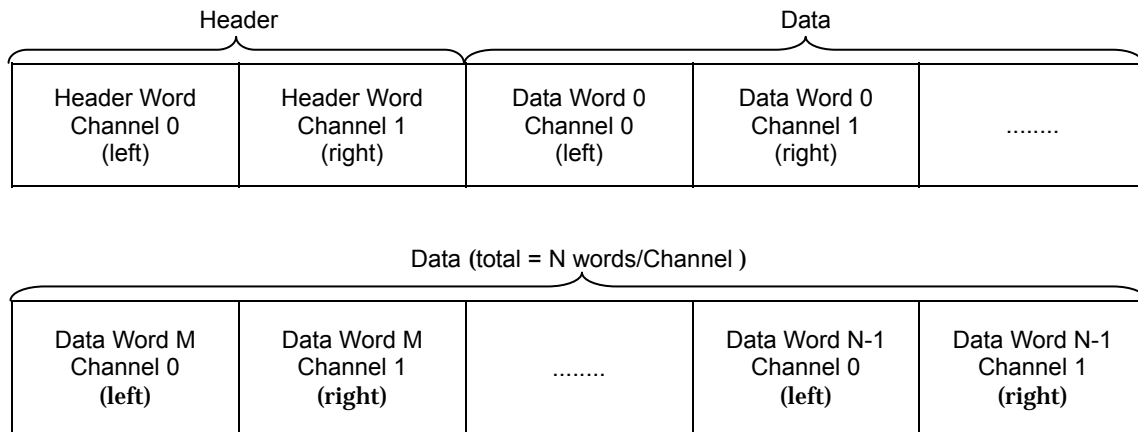 Header Data
Header Word
Channel 0
(left)
Header Word
Channel 1
(right)
Data Word 0
Channel 0
(left)
Data Word 0
Channel 1
(right)
........
Data (total = N words/Channel )
Data Word M
Channel 0
(left)
Data Word M
Channel 1
(right)
........
Data Word N-1
Channel 0
(left)
Data Word N-1
Channel 1
(right)